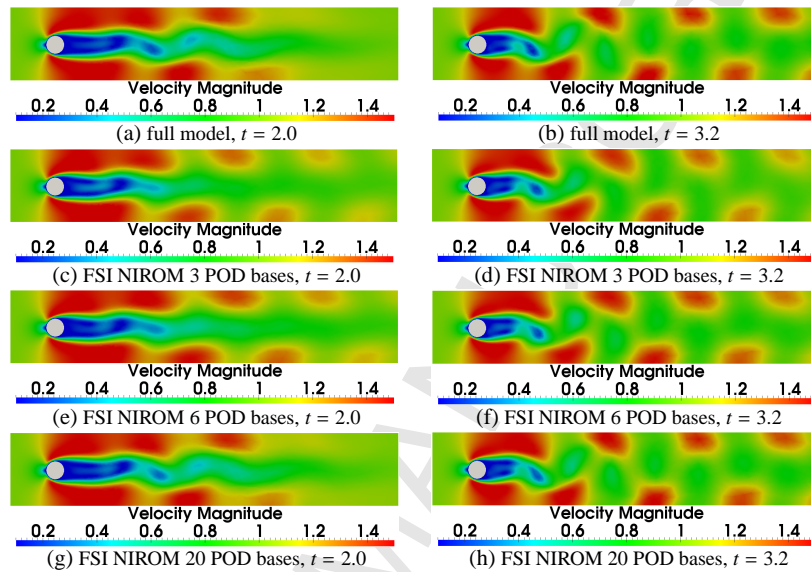 Velocity Magnitude
0.2 0.4 0.6 0.8 1 1.2 1.4
(a) full model, t = 2.0
Velocity Magnitude
0.2 0.4 0.6 0.8 1 1.2 1.4
(b) full model, t = 3.2
Velocity Magnitude
0.2 0.4 0.6 0.8 1 1.2 1.4
(c) FSI NIROM 3 POD bases, t = 2.0
Velocity Magnitude
0.2 0.4 0.6 0.8 1 1.2 1.4
(d) FSI NIROM 3 POD bases, t = 3.2
Velocity Magnitude
0.2 0.4 0.6 0.8 1 1.2 1.4
(e) FSI NIROM 6 POD bases, t = 2.0
Velocity Magnitude
0.2 0.4 0.6 0.8 1 1.2 1.4
(f) FSI NIROM 6 POD bases, t = 3.2
Velocity Magnitude
0.2 0.4 0.6 0.8 1 1.2 1.4
(g) FSI NIROM 20 POD bases, t = 2.0
Velocity Magnitude
0.2 0.4 0.6 0.8 1 1.2 1.4
(h) FSI NIROM 20 POD bases, t = 3.2